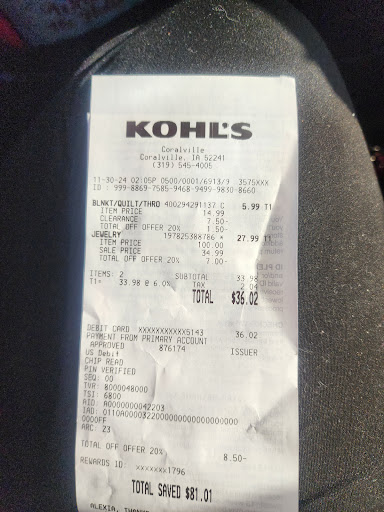 KOHL'S
Coralville
Coralville, IA 52241
(319) 545-4005
11-30-24 02:05P 0500/0001/6913/9 3575XXX
ID : 999-8869-7585-9468-9499-9830-8660
BLNKT/QUILT/THRD 400294291137 C 5.99 T1
ITEM PRICE 14.99
CLEARANCE 7.50-
TOTAL OFF OFFER 20% 1.50-
JEWELRY 197825388786 * 27.99 T1
ITEM PRICE 100.00
SALE PRICE 34.99
TOTAL OFF OFFER 20% 7.00-
ITEMS: 2 SUBTOTAL 33.98
T1= 33.98 @ 6.0% TAX 2.04
TOTAL $36.02
DEBIT CARD XXXXXXXXXXXX5143 36.02
PAYMENT FROM PRIMARY ACCOUNT
APPROVED 876174 ISSUER
US Debit
CHIP READ
PIN VERIFIED
SEQ: 00
TVR: 8000048000
TSI: 6800
AID: A0000000042203
IAD: 0110A0000322000000000000000000
0000FF
ARC: Z3
TOTAL OFF OFFER 20% 8.50-
REWARDS ID: xxxxxxx1796
TOTAL SAVED $81.01
ALEXIA,